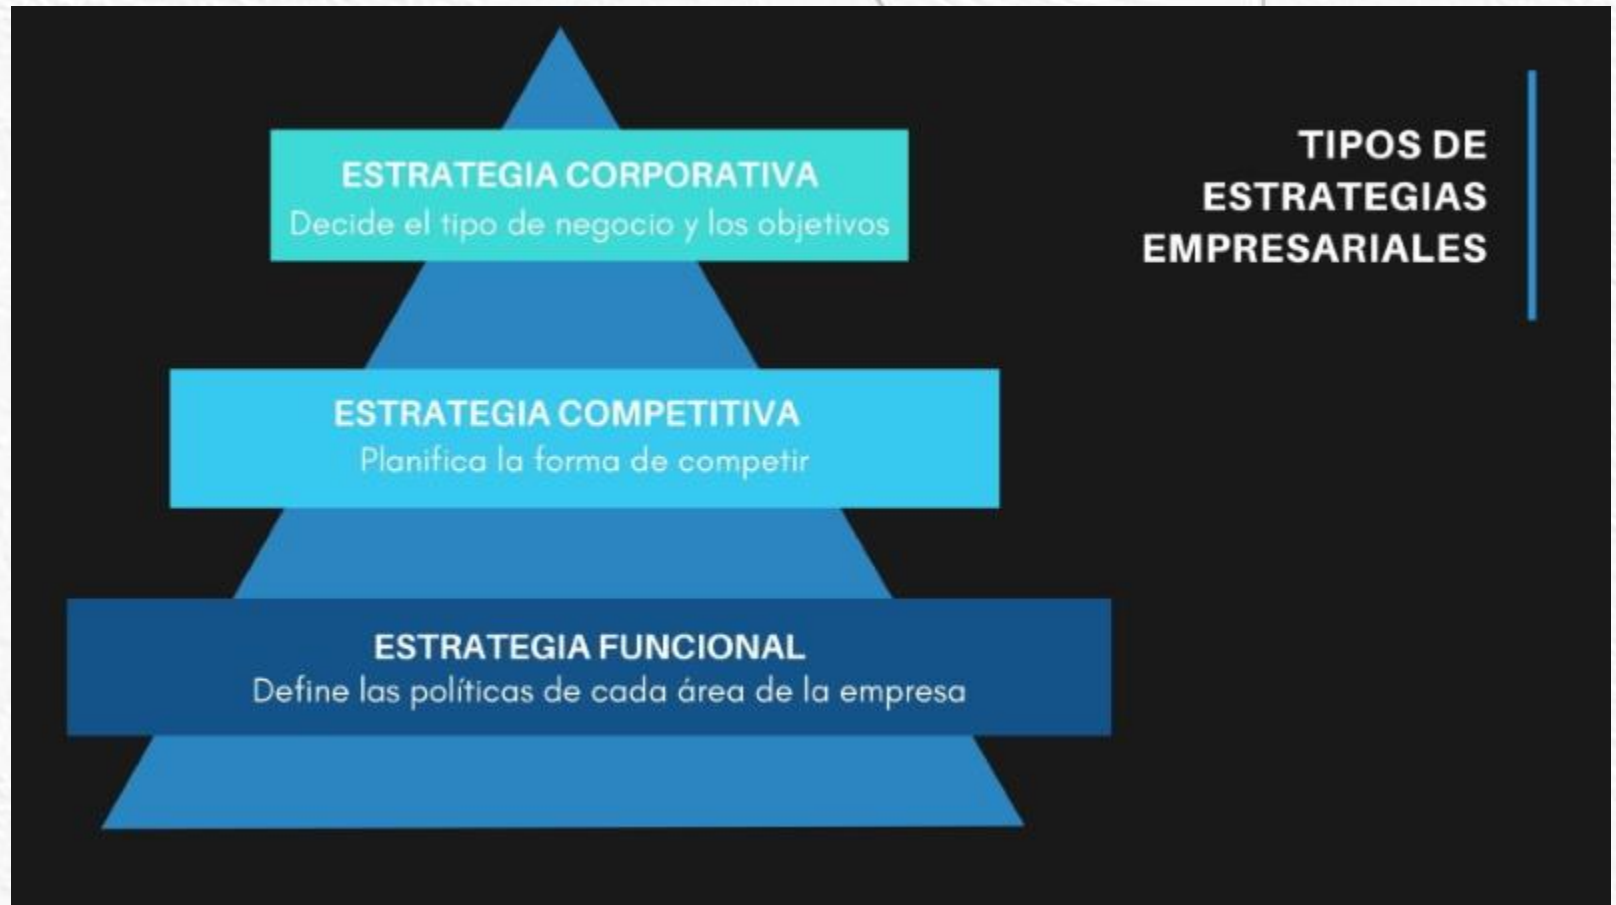 TIPOS DE
ESTRATEGIAS
EMPRESARIALES
ESTRATEGIA CORPORATIVA
Decide el tipo de negocio y los objetivos
ESTRATEGIA COMPETITIVA
Planifica la forma de competir
ESTRATEGIA FUNCIONAL
Define las políticas de cada área de la empresa